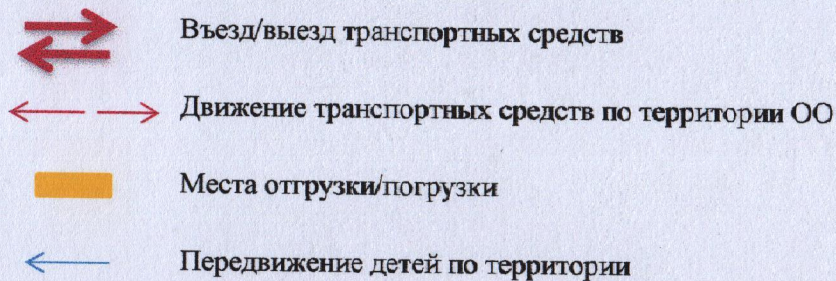 Въезд/выезд транспортных средств
Движение транспортных средств по территории ОО
Места отгрузки/погрузки
Передвижение детей по территории